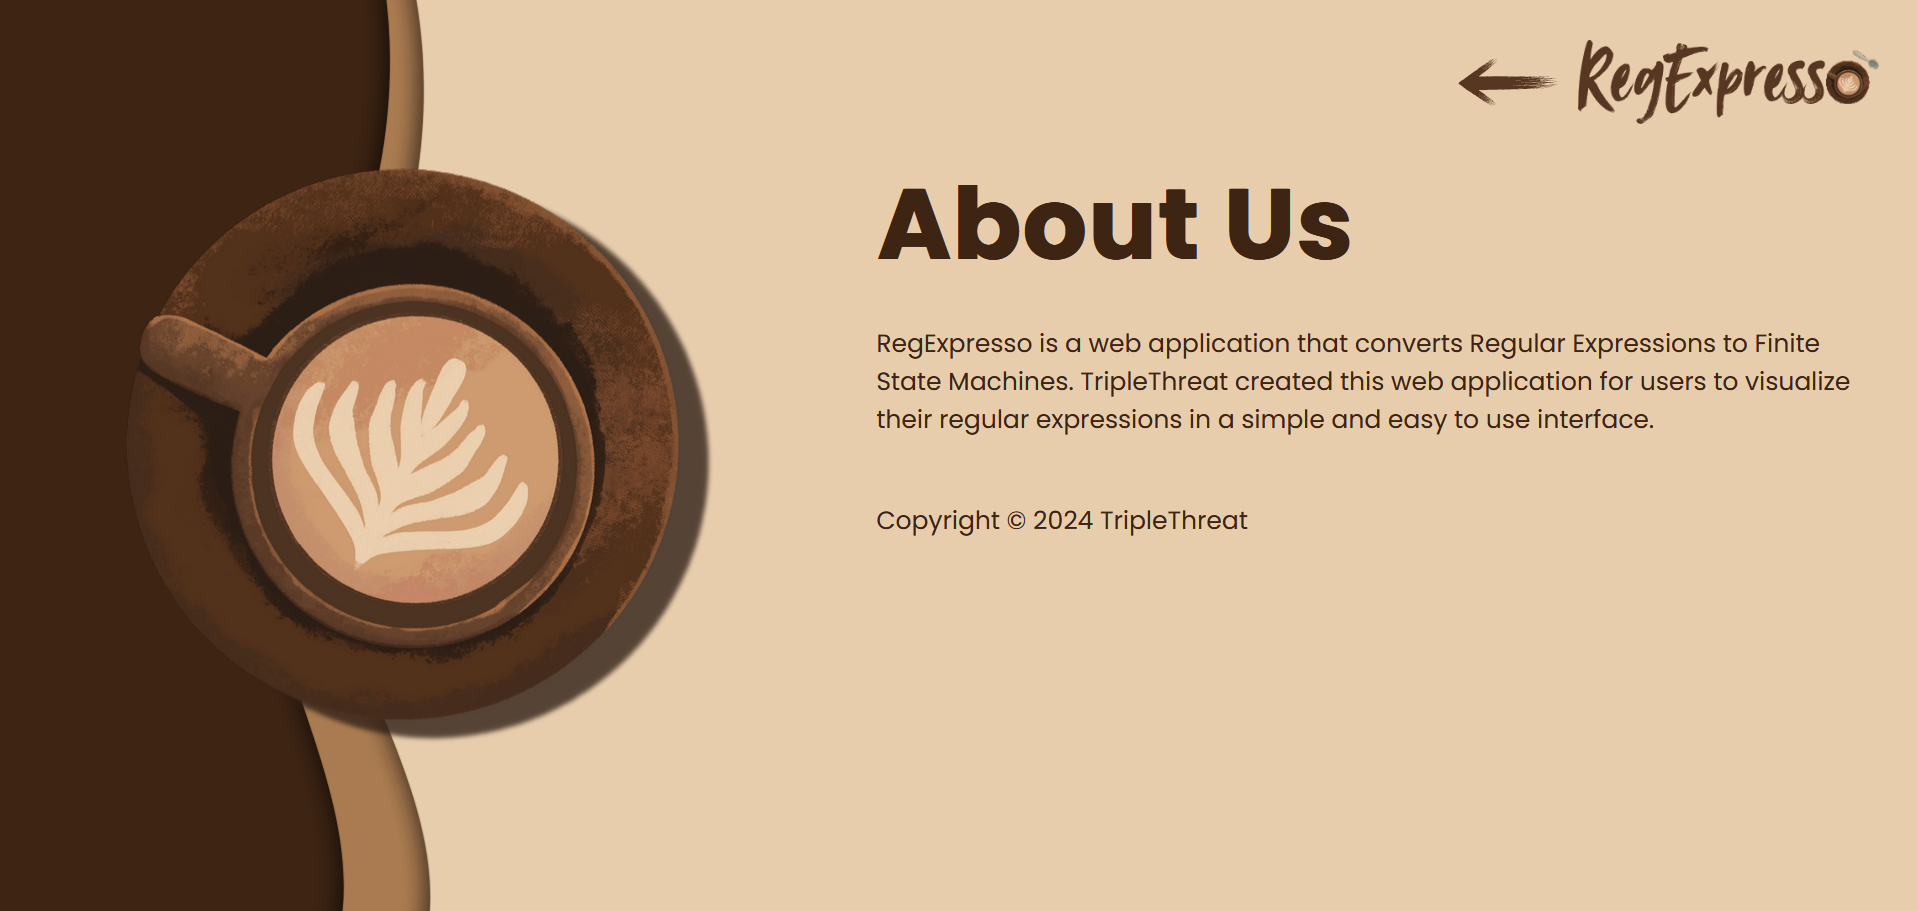 RegExpresso
About Us
RegExpresso is a web application that converts Regular Expressions to Finite
State Machines. TripleThreat created this web application for users to visualize
their regular expressions in a simple and easy to use interface.
Copyright © 2024 TripleThreat